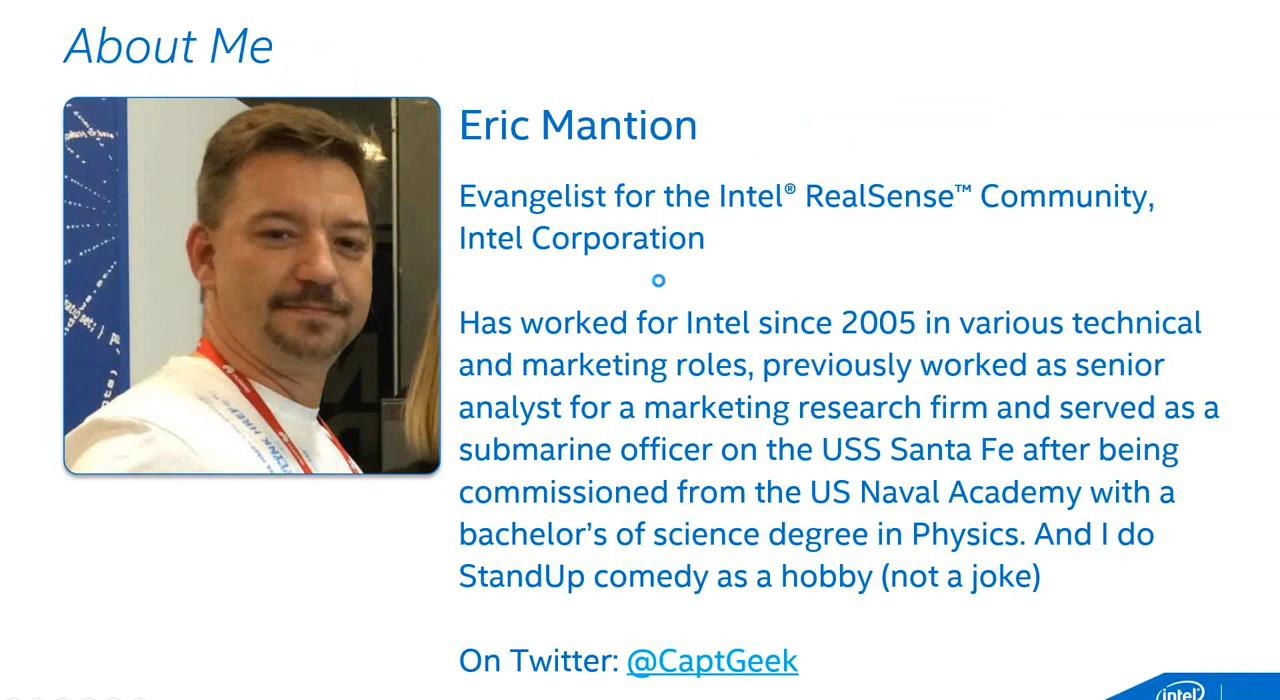 About Me
Eric Mantion
Evangelist for the Intel® RealSense™ Community,
Intel Corporation
Has worked for Intel since 2005 in various technical
and marketing roles, previously worked as senior
analyst for a marketing research firm and served as a
submarine officer on the USS Santa Fe after being
commissioned from the US Naval Academy with a
bachelor’s of science degree in Physics. And I do
StandUp comedy as a hobby (not a joke)
On Twitter: @CaptGeek
intel